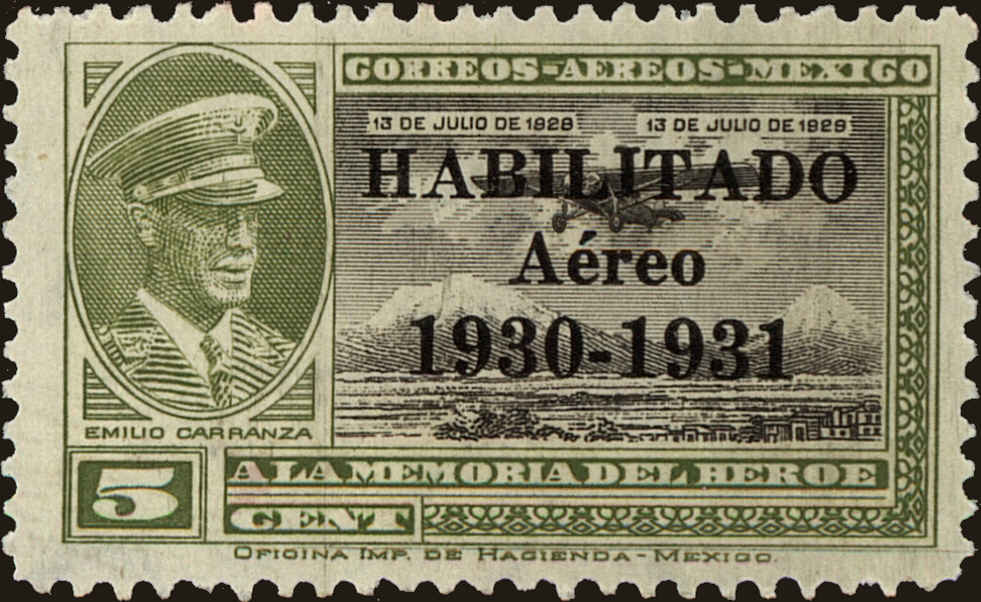 CORREOS-AEREOS-MEXICO
13 DE JULIO DE 1928 13 DE JULIO DE 1929
HABILITADO
Aéreo
1930-1931
EMILIO CARRANZA
5
A LA MEMORIA DEL HEROE
CENT
OFICINA IMP. DE HACIENDA-MEXICO.